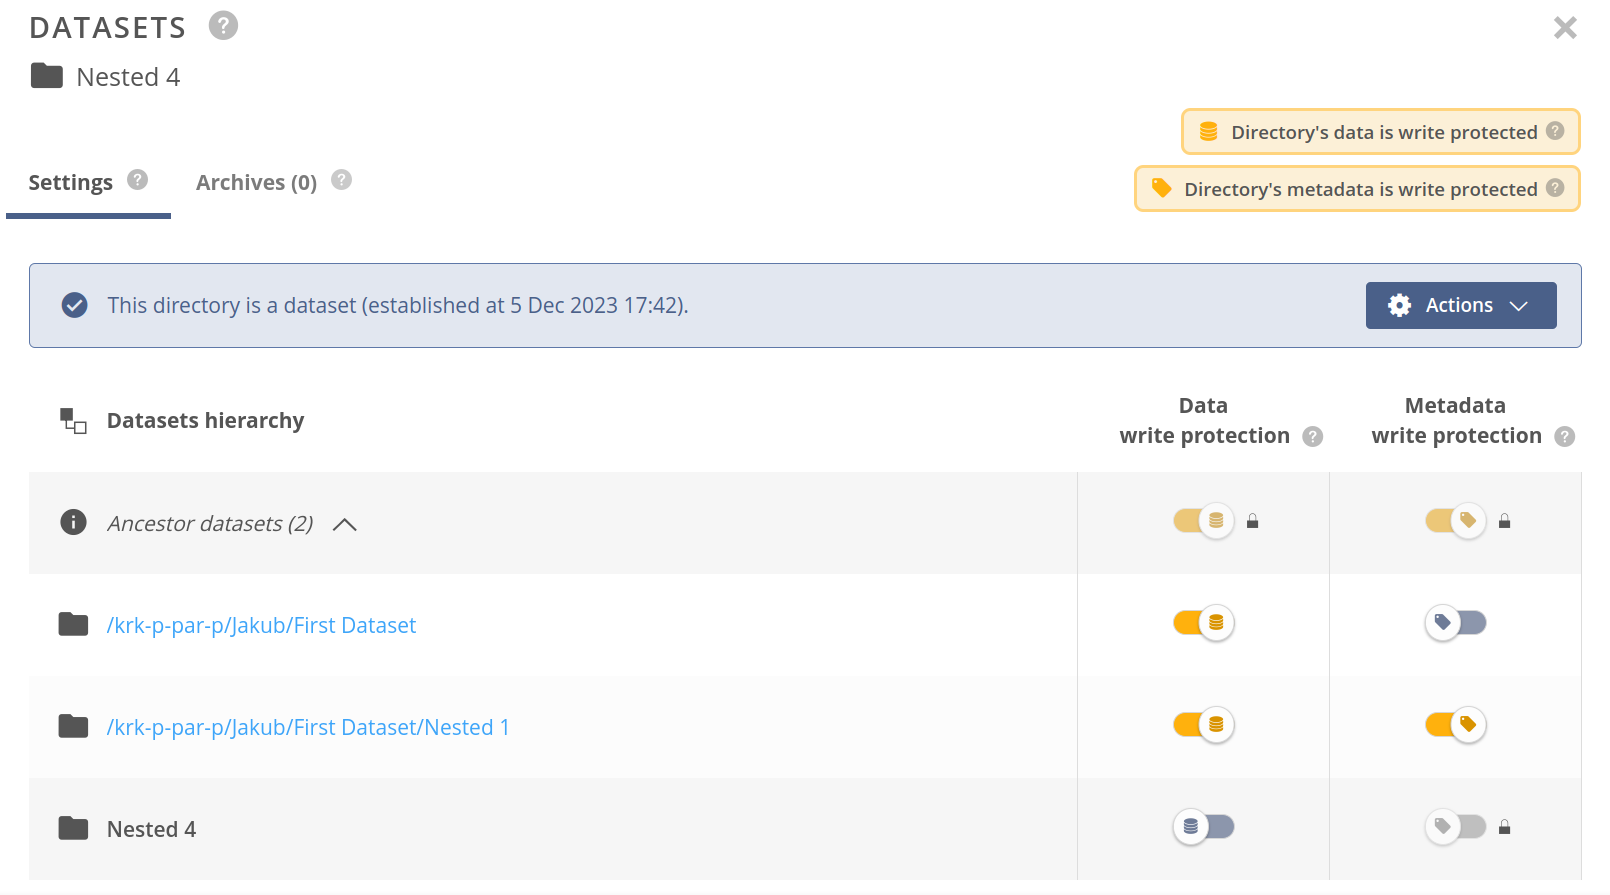 DATASETS ?
Nested 4
Directory's data is write protected ?
Directory's metadata is write protected ?
Settings ? Archives (0) ?
This directory is a dataset (established at 5 Dec 2023 17:42).
Actions
Datasets hierarchy
Data
write protection ?
Metadata
write protection ?
Ancestor datasets (2)
/krk-p-par-p/Jakub/First Dataset
/krk-p-par-p/Jakub/First Dataset/Nested 1
Nested 4